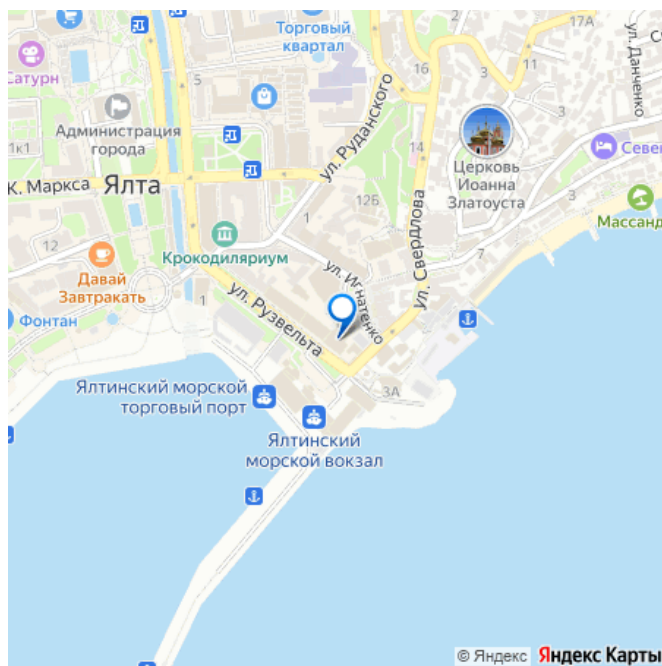 Торговый
квартал
17А
ул. Данченко
С
Сатурн
5
16
3
Администрация
города
1к1
ул. Руданского
3
Севе
14
Церковь
Иоанна
Златоуста
К. Маркса
Ялта
12Б
ул. Свердлова
Массанд
1
12
Крокодиляриум
7
Давай
Завтракать
ул. Игнатенко
1
Фонтан
ул. Рузвельта
3А
Ялтинский морской
торговый порт
Ялтинский
морской вокзал
© Яндекс Яндекс Карты